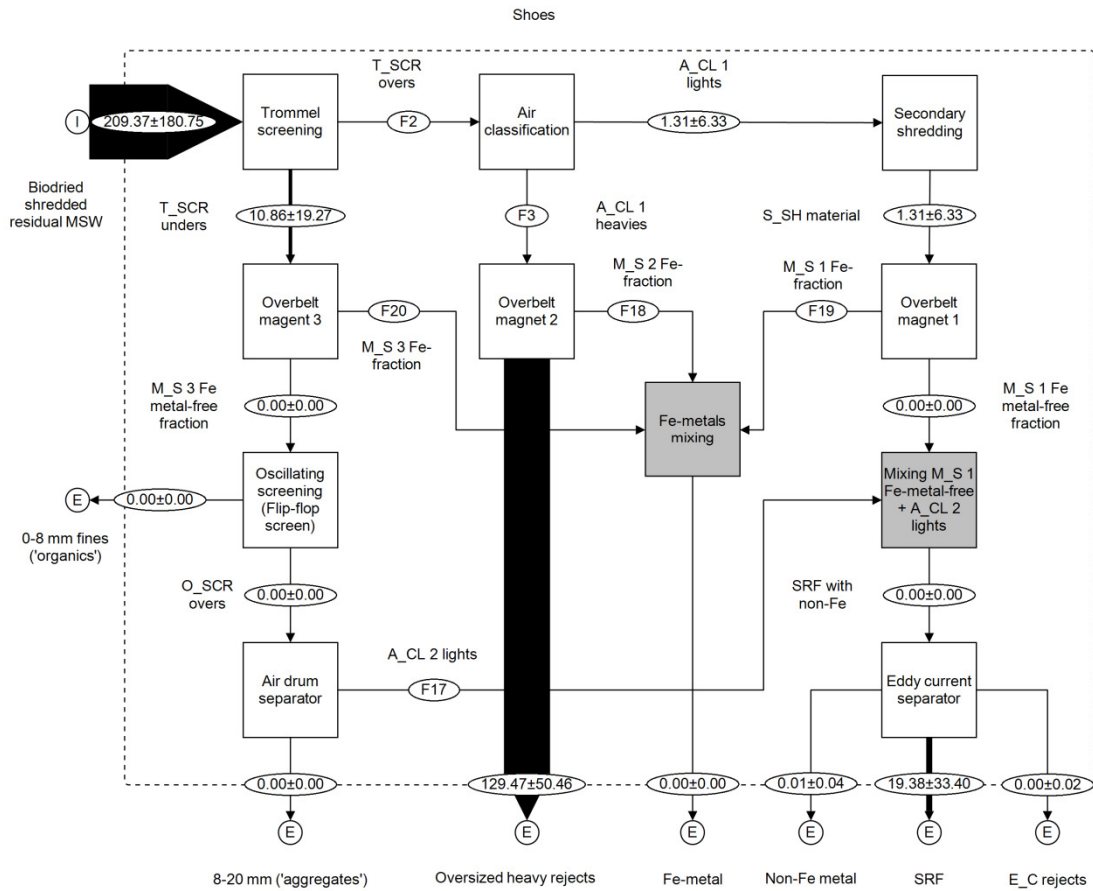 Shoes
T_SCR
overs
A_CL 1
lights
I
209.37±180.75
Trommel
screening
F2
Air
classification
1.31±6.33
Secondary
shredding
Biodried
shredded
residual MSW
T_SCR
unders
10.86±19.27
F3
A_CL 1
heavies
S_SH material
1.31±6.33
Overbelt
magent 3
F20
M_S 3 Fe-
fraction
Overbelt
magnet 2
M_S 2 Fe-
fraction
F18
M_S 1 Fe-
fraction
F19
Overbelt
magnet 1
M_S 3 Fe
metal-free
fraction
0.00±0.00
Fe-metals
mixing
0.00±0.00
M_S 1 Fe
metal-free
fraction
E
0.00±0.00
0-8 mm fines
('organics')
Oscillating
screening
(Flip-flop
screen)
Mixing M_S 1
Fe-metal-free
+ A_CL 2
lights
O_SCR
overs
0.00±0.00
SRF with
non-Fe
0.00±0.00
Air drum
separator
A_CL 2 lights
F17
Eddy current
separator
0.00±0.00
129.47±50.46
0.00±0.00
0.01±0.04
19.38±33.40
0.00±0.02
E
E
E
E
E
E
8-20 mm ('aggregates')
Oversized heavy rejects
Fe-metal
Non-Fe metal
SRF
E_C rejects